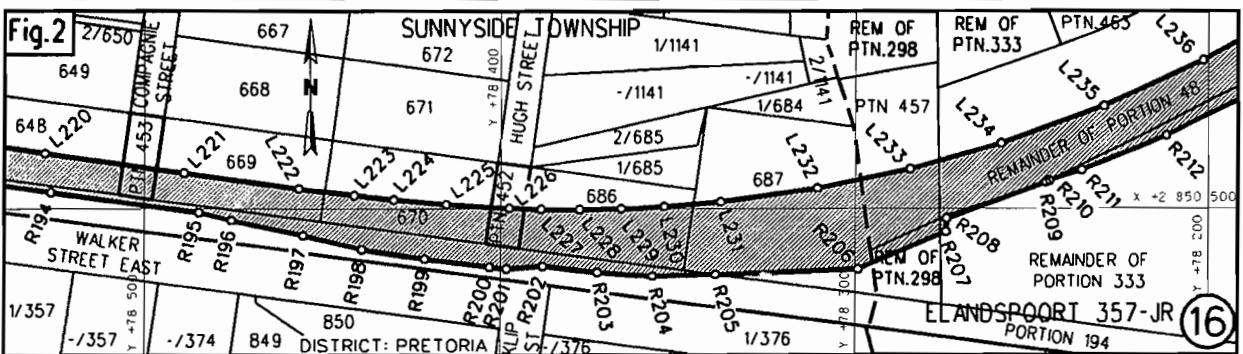 Fig.2
2/650
667
SUNNYSIDE TOWNSHIP
672
1/1141
REM OF
PTN.298
REM OF
PTN.333
PTN.463
L236
649
PTN 453 COMPAGNIE
STREET
668
N
671
Y +78 400
HUGH STREET
-/1141
-/1141
2/1141
1/684
PTN 457
L235
L234
648
L220
L221
669
L222
L223
L224
L225
PTN.452
L226
2/685
1/685
686
687
L232
L233
REMAINDER OF PORTION 48
R212
R211
R210
R209
X +2 850 500
R194
R195
R196
670
L227
L228
L229
L230
L231
R206
R208
R207
Y +78 200
WALKER
STREET EAST
R197
R198
R199
R200
R201
R202
R203
R204
R205
REM OF
PTN.298
REMAINDER OF
PORTION 333
1/357
-/357
Y +78 500
-/374
849
850
DISTRICT: PRETORIA
KLIP
ST
-/376
1/376
Y +78 300
ELANDSPOORT 357-JR
PORTION 194
16